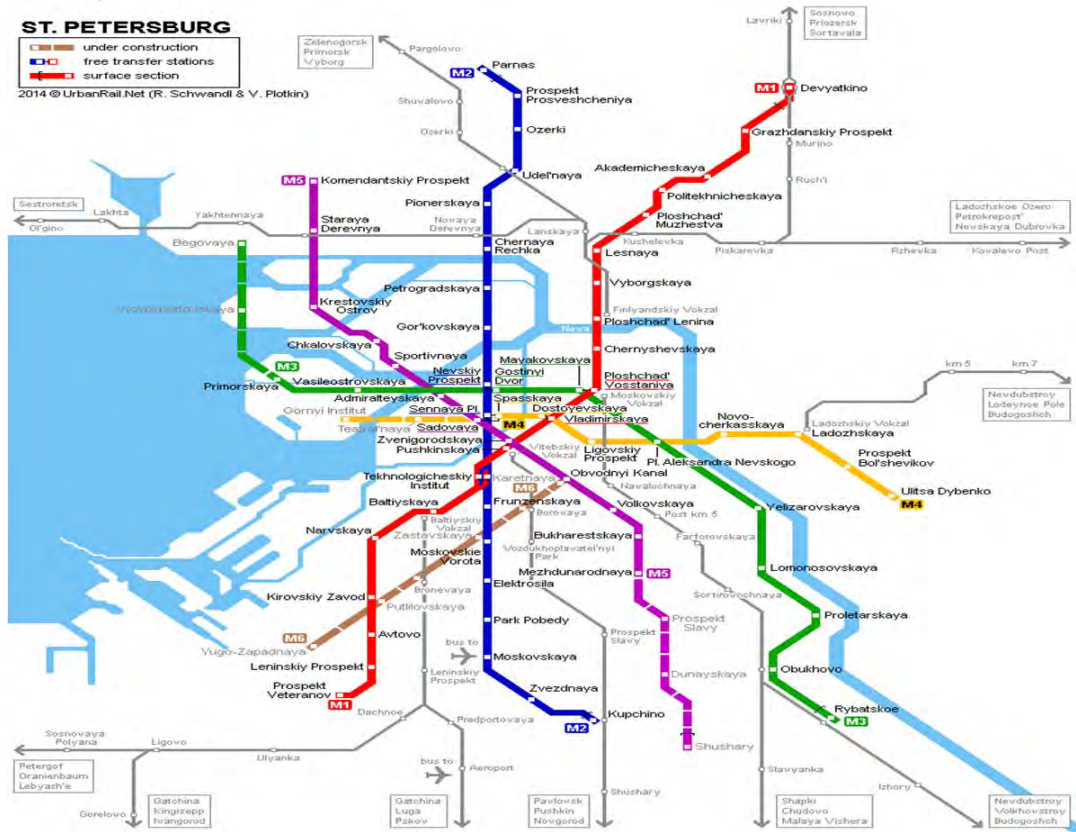 ST. PETERSBURG
under construction
free transfer stations
surface section
2014 © UrbanRail.Net (R. Schwandl & V. Plotkin)
Zelenogorsk
Primorsk
Vyborg
Pargolovo
Shuvalovo
Ozerki
M2
Parnas
Prospekt
Prosveshcheniya
Ozerki
Udel'naya
Pionerskaya
Chernaya
Rechka
Petrogradskaya
Gor'kovskaya
Lavriki
Sosnovo
Priozersk
Sortavala
M1
Devyatkino
Grazhdanskiy Prospekt
Murino
Akademicheskaya
Ruch'i
Politekhnicheskaya
Ploshchad'
Muzhestva
Lesnaya
Kushelevka
Piskarevka
Rzhevka
Kovalevo Post
Ladozhskoe Ozero
Petrokrepost'
Nevskaya Dubrovka
Vyborgskaya
Finlyandskiy Vokzal
Ploshchad' Lenina
Neva
Chernyshevskaya
M5
Komendantskiy Prospekt
Sestroretsk
Ol'gino
Lakhta
Yakhtennaya
Staraya
Derevnya
Novaya
Derevnya
Lanskaya
Begovaya
Krestovskiy
Ostrov
Chkalovskaya
Sportivnaya
M3
Primorskaya
Vasileostrovskaya
Nevskiy
Prospekt
Gostinyi
Dvor
Mayakovskaya
Ploshchad'
Vosstaniya
Moskovskiy
Vokzal
Admiralteyskaya
Spasskaya
Gornyi Institut
Teatral'naya
Sennaya Pl.
Sadovaya
M4
Dostoyevskaya
Vladimirskaya
Zvenigorodskaya
Pushkinskaya
Vitebskiy
Vokzal
Ligovskiy
Prospekt
Novo-
cherkasskaya
Ladozhskiy Vokzal
Ladozhskaya
km 5
km 7
Nevdubstroy
Lodeynoe Pole
Budogoshch
Prospekt
Bol'shevikov
Ulitsa Dybenko
M4
Pl. Aleksandra Nevskogo
Tekhnologicheskiy
Institut
Karetnaya
M6
Obvodnyi Kanal
Navalochnaya
Baltiyskaya
Baltiyskiy
Vokzal
Frunzenskaya
Borovaya
Volkovskaya
Post km 5
Yelizarovskaya
Narvskaya
Zastavskaya
Moskovskie
Vorota
Vozdukhoplavatel'nyi
Park
Bukharestskaya
Farforovskaya
Mezhdunarodnaya
M5
Lomonosovskaya
Bronevaya
Elektrosila
Kirovskiy Zavod
Putilovskaya
Sortirovochnaya
Park Pobedy
Prospekt
Slavy
Prospekt
Slavy
Proletarskaya
M6
Yugo-Zapadnaya
Avtovo
bus to
Moskovskaya
Leninskiy Prospekt
Leninskiy
Prospekt
Dunayskaya
Obukhovo
Prospekt
Veteranov
M1
Zvezdnaya
M2
Kupchino
Rybatskoe
M3
Dachnoe
Predportovaya
Shushary
Sosnovaya
Polyana
Ligovo
Ulyanka
bus to
Aeroport
Slavyanka
Izhory
Petergof
Oranienbaum
Lebyazh'e
Gorelovo
Gatchina
Kingisepp
Ivangorod
Gatchina
Luga
Pskov
Shushary
Pavlovsk
Pushkin
Novgorod
Shapki
Chudovo
Malaya Vishera
Nevdubstroy
Volkhovstroy
Budogoshch